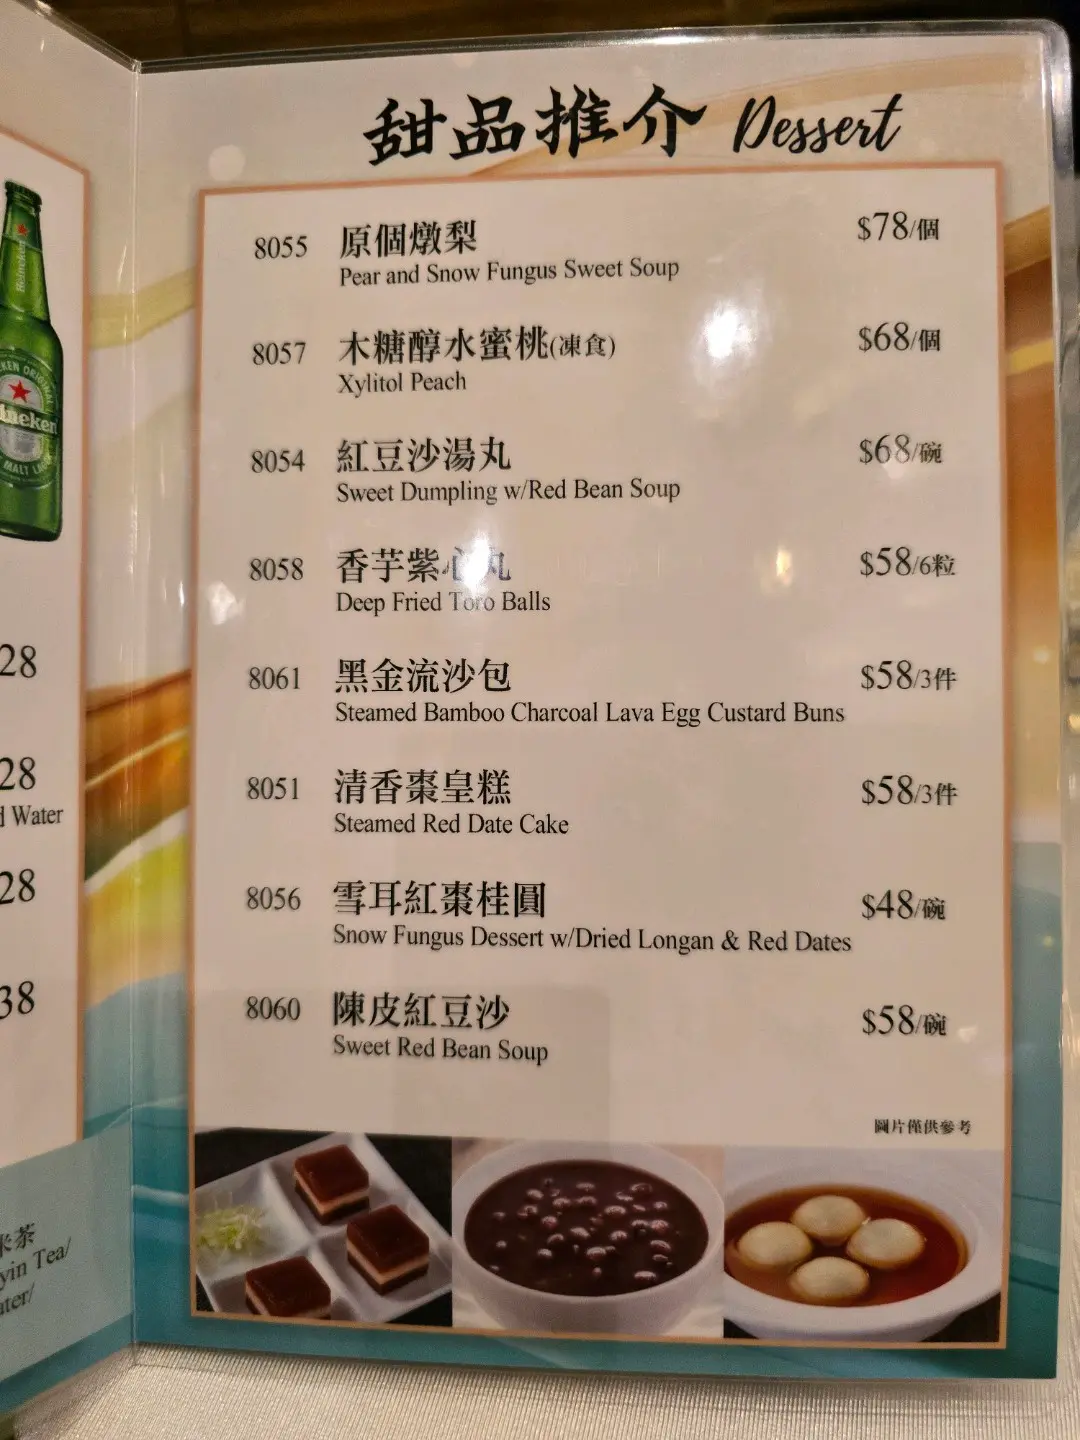 甜品推介 Dessert
8055 原個燉梨 $78/個
Pear and Snow Fungus Sweet Soup
8057 木糖醇水蜜桃(凍食) $68/個
Xylitol Peach
8054 紅豆沙湯丸 $68/碗
Sweet Dumpling w/Red Bean Soup
8058 香芋紫心丸 $58/6粒
Deep Fried Toro Balls
8061 黑金流沙包 $58/3件
Steamed Bamboo Charcoal Lava Egg Custard Buns
8051 清香棗皇糕 $58/3件
Steamed Red Date Cake
8056 雪耳紅棗桂圓 $48/碗
Snow Fungus Dessert w/Dried Longan & Red Dates
8060 陳皮紅豆沙 $58/碗
Sweet Red Bean Soup
圖片僅供參考
Heineken
28
28
Water
28
38
茶
yin Tea/